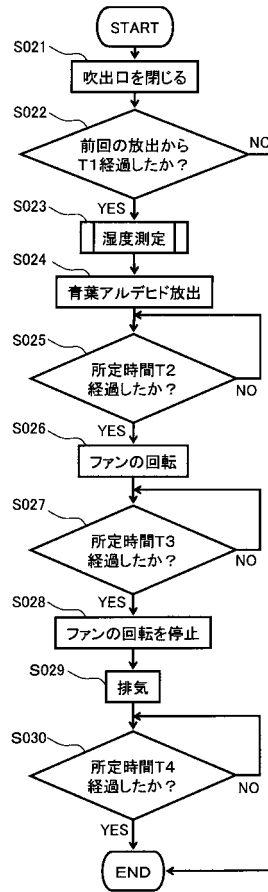 START
S021
吹出口を閉じる
S022
前回の放出から
T1経過したか？
NO
YES
S023
湿度測定
S024
青葉アルデヒド放出
S025
所定時間T2
経過したか？
NO
YES
S026
ファンの回転
S027
所定時間T3
経過したか？
NO
YES
S028
ファンの回転を停止
S029
排気
S030
所定時間T4
経過したか？
NO
YES
END